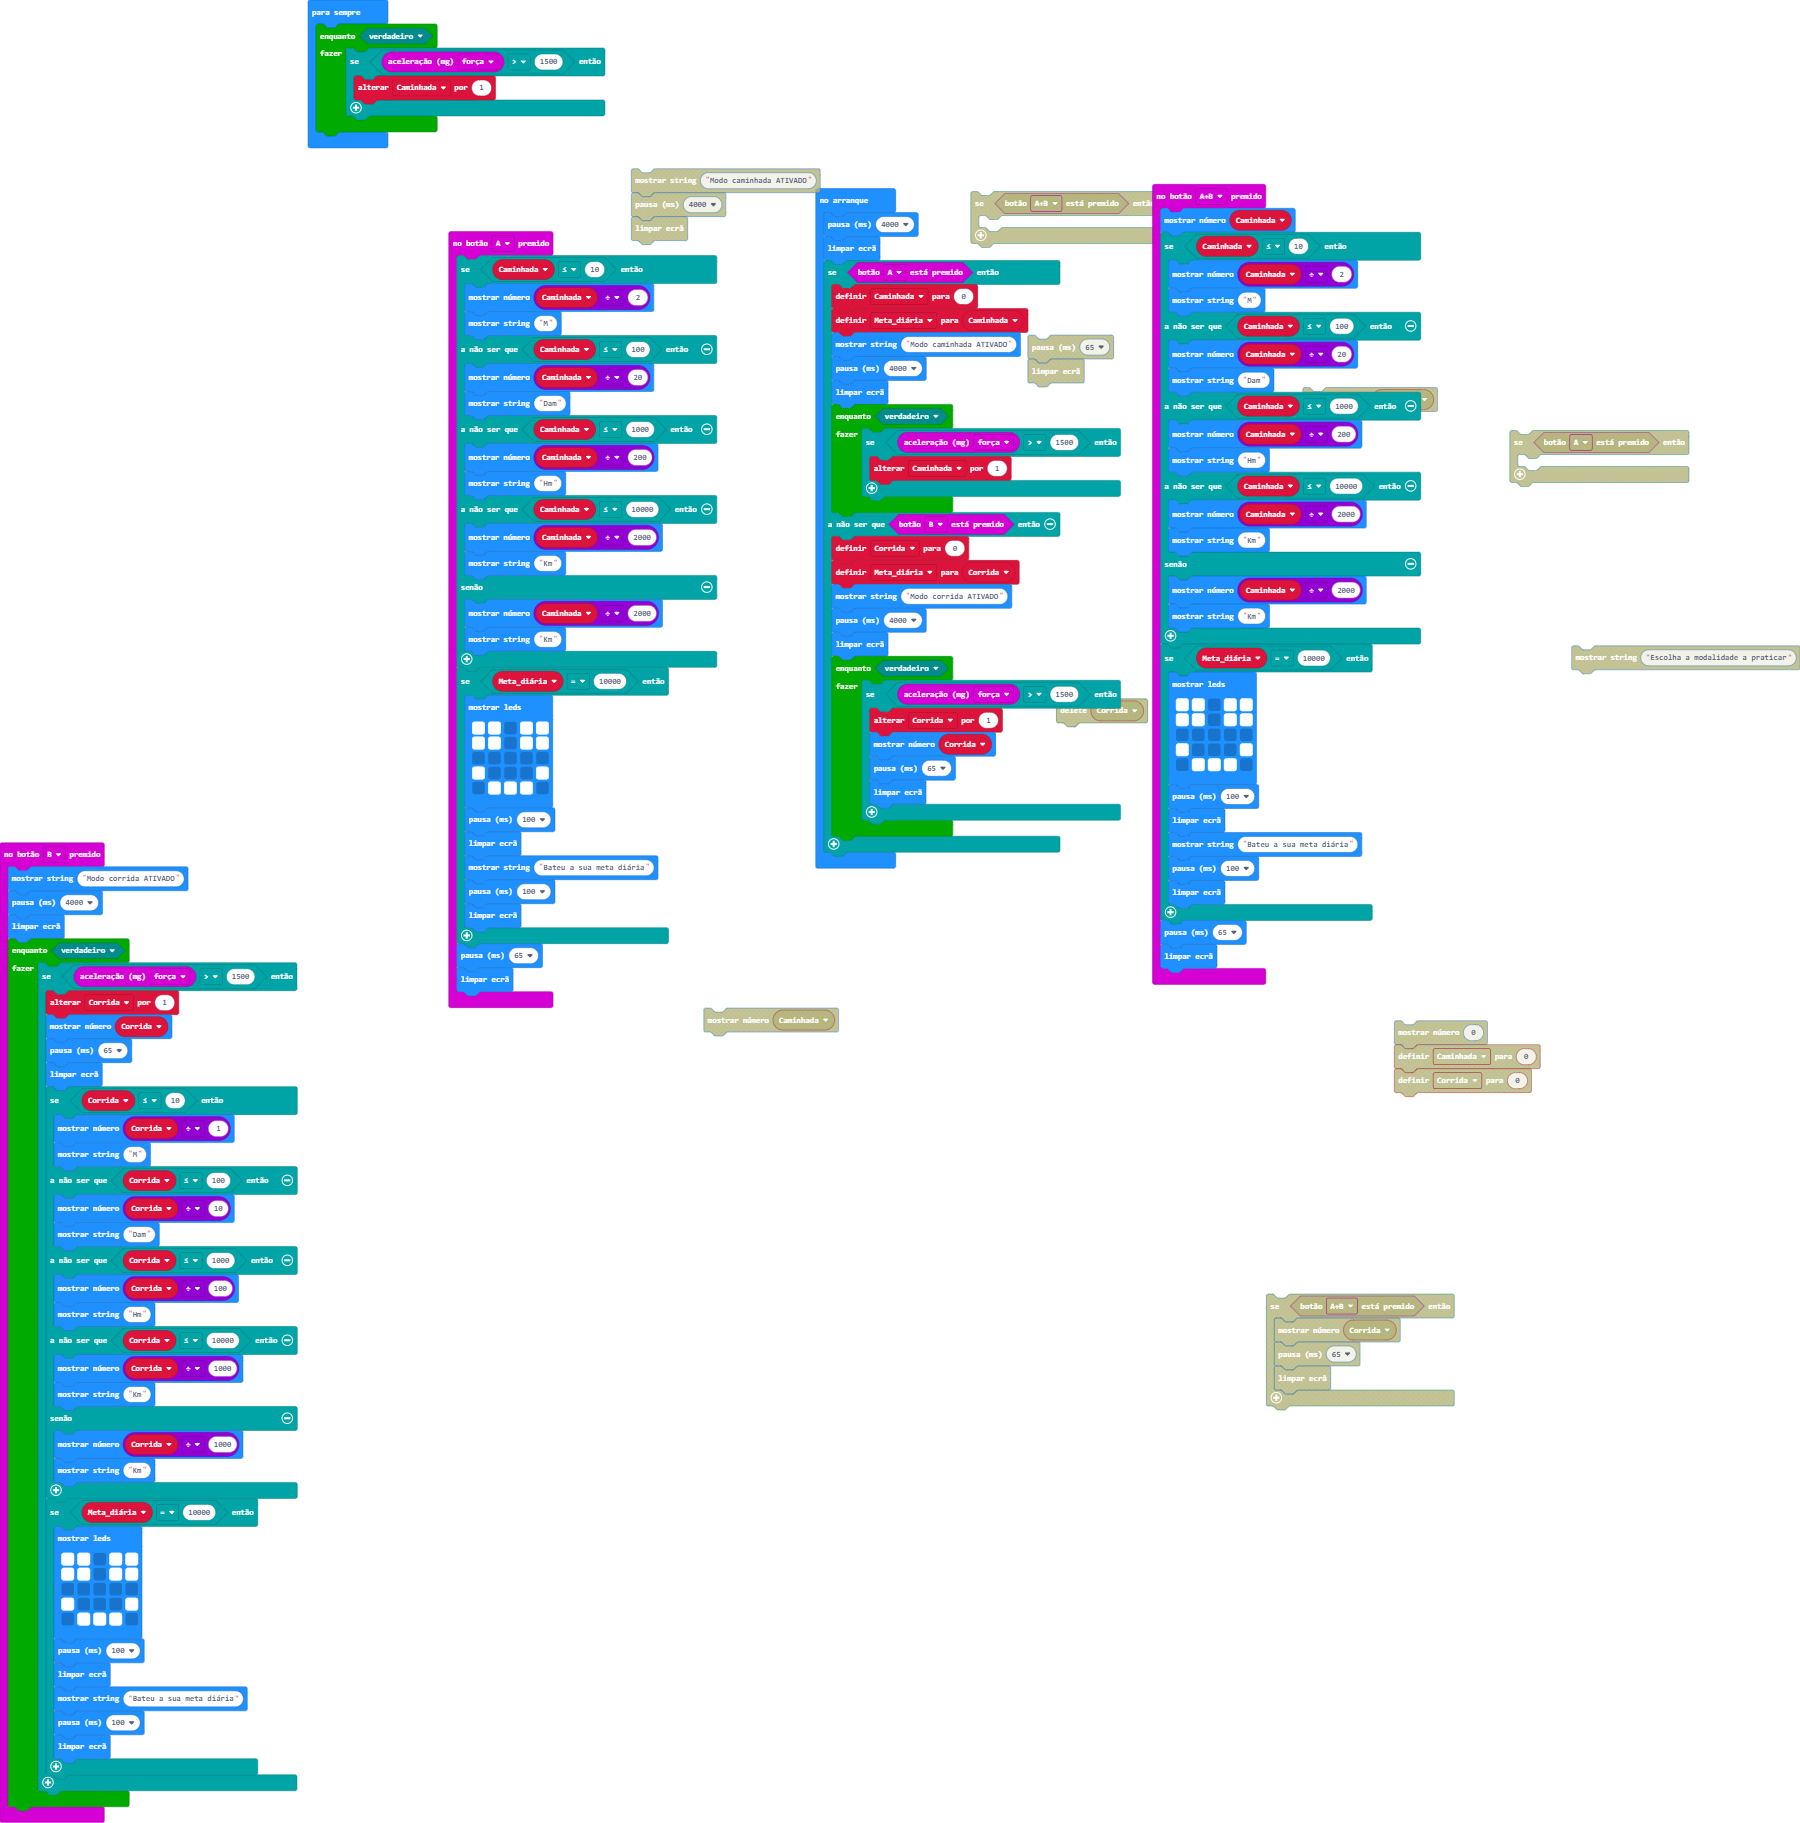 para sempre
enquanto verdadeiro
fazer
se aceleração (mg) força > 1500 então
alterar Caminhada por 1
mostrar string "Modo caminhada ATIVADO"
pausa (ms) 4000
limpar ecrã
no botão A premido
se Caminhada ≤ 10 então
mostrar número Caminhada ÷ 2
mostrar string "M"
a não ser que Caminhada ≤ 100 então
mostrar número Caminhada ÷ 20
mostrar string "Dam"
a não ser que Caminhada ≤ 1000 então
mostrar número Caminhada ÷ 200
mostrar string "Hm"
a não ser que Caminhada ≤ 10000 então
mostrar número Caminhada ÷ 2000
mostrar string "Km"
senão
mostrar número Caminhada ÷ 2000
mostrar string "Km"
se Meta_diária = 10000 então
mostrar leds
pausa (ms) 100
limpar ecrã
mostrar string "Bateu a sua meta diária"
pausa (ms) 100
limpar ecrã
pausa (ms) 65
limpar ecrã
mostrar número Caminhada
no arranque
pausa (ms) 4000
limpar ecrã
se botão A está premido então
definir Caminhada para 0
definir Meta_diária para Caminhada
mostrar string "Modo caminhada ATIVADO"
pausa (ms) 4000
limpar ecrã
enquanto verdadeiro
fazer
se aceleração (mg) força > 1500 então
alterar Caminhada por 1
a não ser que botão B está premido então
definir Corrida para 0
definir Meta_diária para Corrida
mostrar string "Modo corrida ATIVADO"
pausa (ms) 4000
limpar ecrã
enquanto verdadeiro
fazer
se aceleração (mg) força > 1500 então
alterar Corrida por 1
mostrar número Corrida
pausa (ms) 65
limpar ecrã
pausa (ms) 65
limpar ecrã
Corrida
se botão A+B está premido
no botão A+B premido
mostrar número Caminhada
se Caminhada ≤ 10 então
mostrar número Caminhada ÷ 2
mostrar string "M"
a não ser que Caminhada ≤ 100 então
mostrar número Caminhada ÷ 20
mostrar string "Dam"
a não ser que Caminhada ≤ 1000 então
mostrar número Caminhada ÷ 200
mostrar string "Hm"
a não ser que Caminhada ≤ 10000 então
mostrar número Caminhada ÷ 2000
mostrar string "Km"
senão
mostrar número Caminhada ÷ 2000
mostrar string "Km"
se Meta_diária = 10000 então
mostrar leds
pausa (ms) 100
limpar ecrã
mostrar string "Bateu a sua meta diária"
pausa (ms) 100
limpar ecrã
pausa (ms) 65
limpar ecrã
se botão A está premido então
mostrar string "Escolha a modalidade a praticar"
mostrar número 0
definir Caminhada para 0
definir Corrida para 0
se botão A+B está premido então
mostrar número Corrida
pausa (ms) 65
limpar ecrã
no botão B premido
mostrar string "Modo corrida ATIVADO"
pausa (ms) 4000
limpar ecrã
enquanto verdadeiro
fazer
se aceleração (mg) força > 1500 então
alterar Corrida por 1
mostrar número Corrida
pausa (ms) 65
limpar ecrã
se Corrida ≤ 10 então
mostrar número Corrida ÷ 1
mostrar string "M"
a não ser que Corrida ≤ 100 então
mostrar número Corrida ÷ 10
mostrar string "Dam"
a não ser que Corrida ≤ 1000 então
mostrar número Corrida ÷ 100
mostrar string "Hm"
a não ser que Corrida ≤ 10000 então
mostrar número Corrida ÷ 1000
mostrar string "Km"
senão
mostrar número Corrida ÷ 1000
mostrar string "Km"
se Meta_diária = 10000 então
mostrar leds
pausa (ms) 100
limpar ecrã
mostrar string "Bateu a sua meta diária"
pausa (ms) 100
limpar ecrã